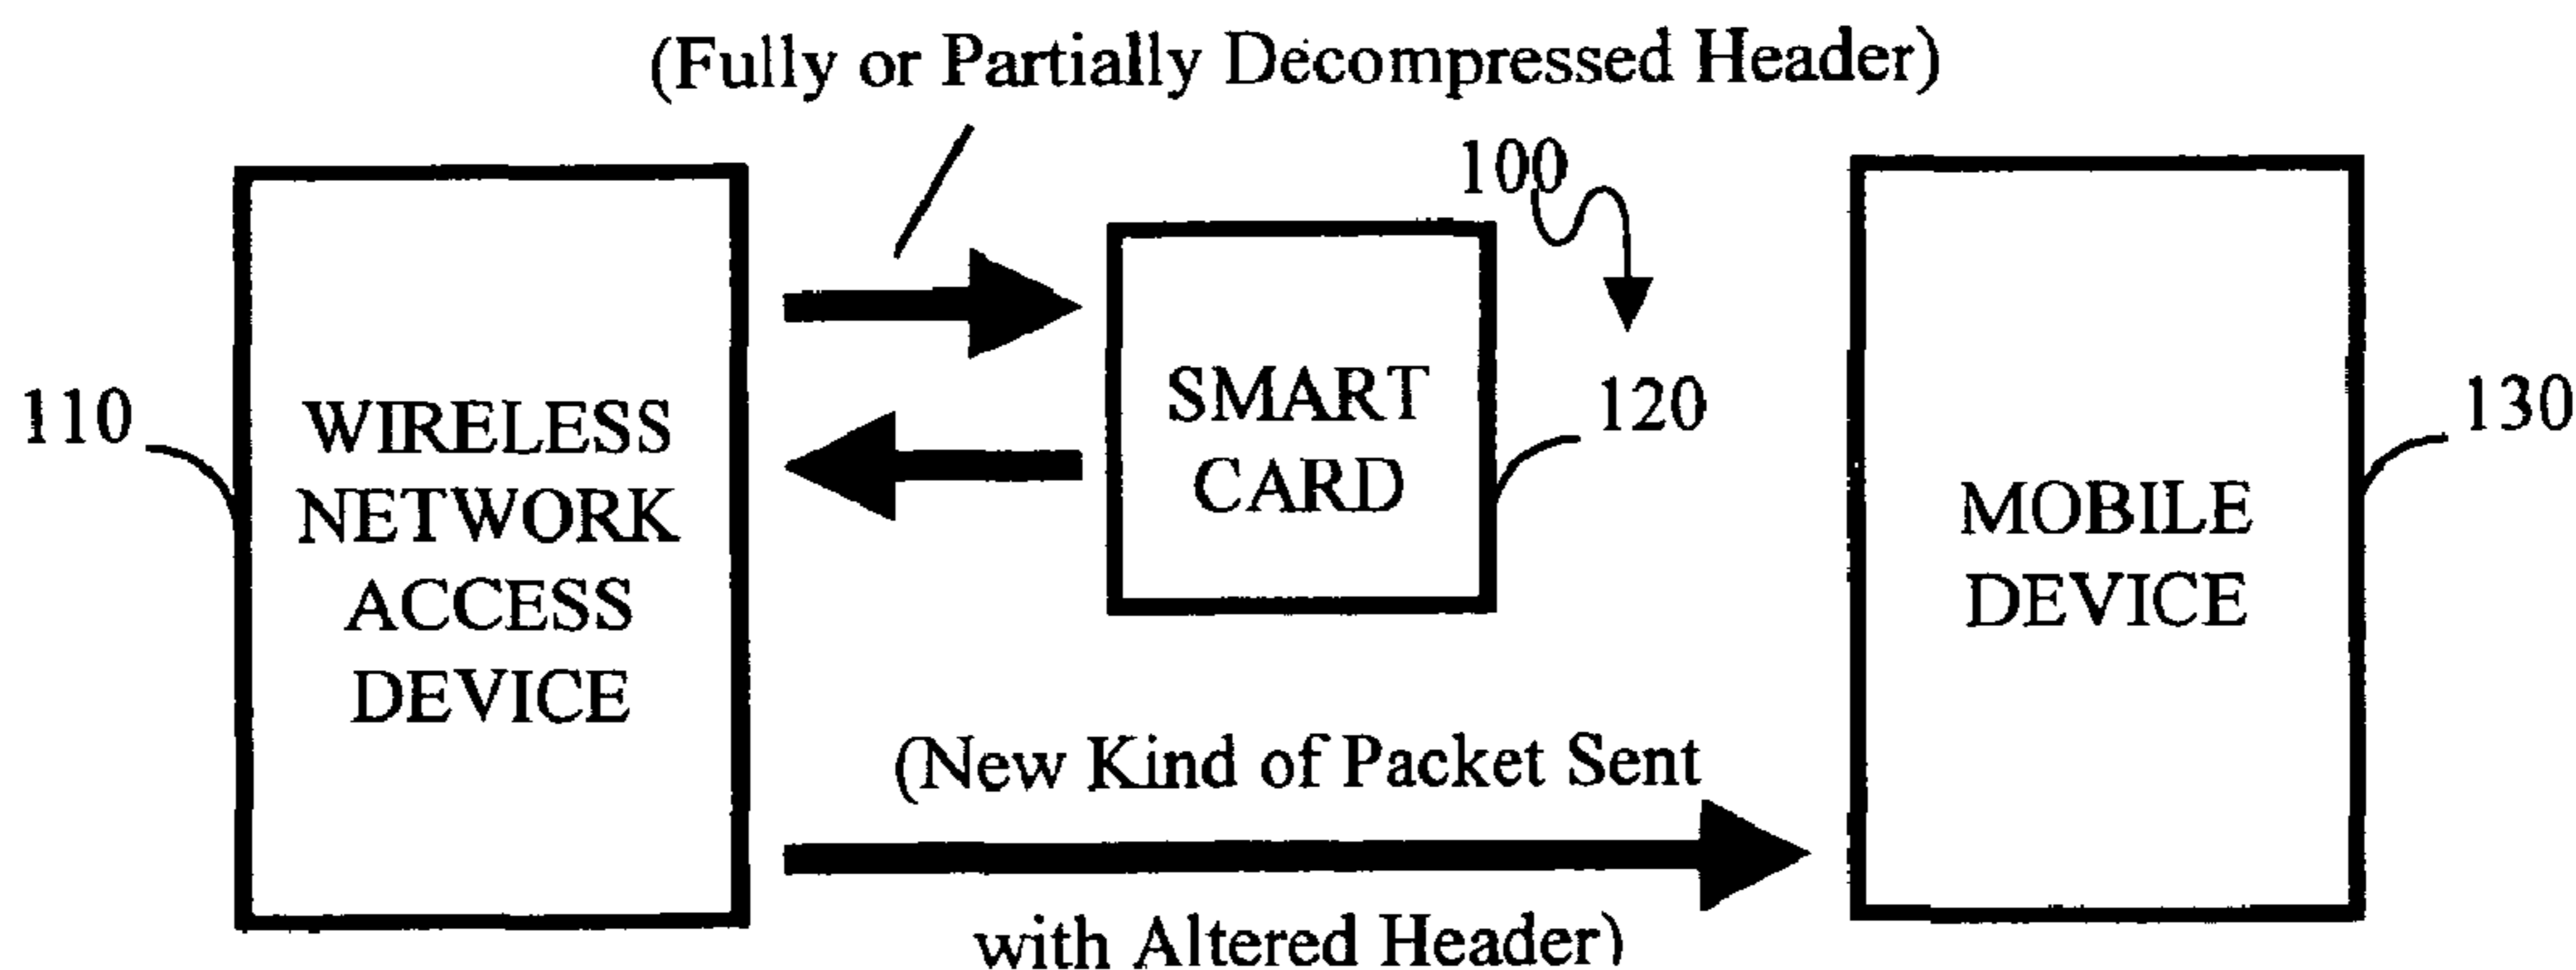 (Fully or Partially Decompressed Header)
100
110
WIRELESS
NETWORK
ACCESS
DEVICE
SMART
CARD
120
MOBILE
DEVICE
130
(New Kind of Packet Sent
with Altered Header)